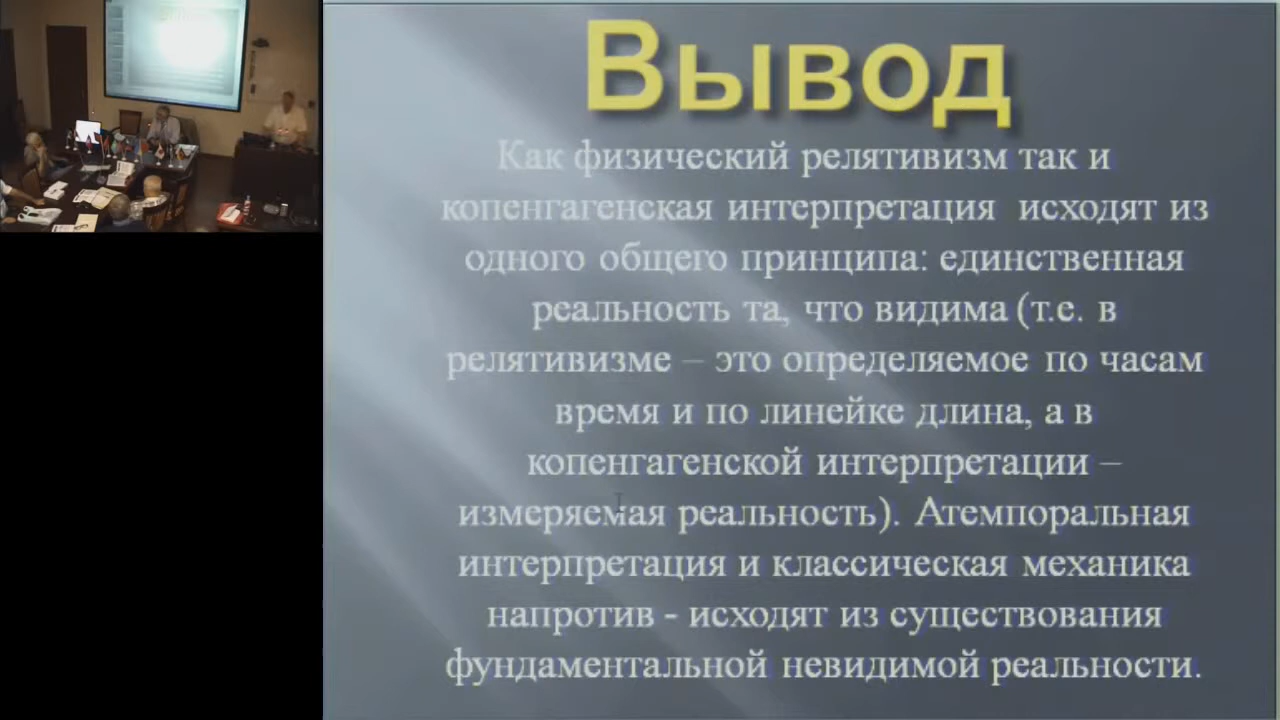 Вывод
Как физический релятивизм так и
копенгагенская интерпретация исходят из
одного общего принципа: единственная
реальность та, что видима (т.е. в
релятивизме – это определяемое по часам
время и по линейке длина, а в
копенгагенской интерпретации –
измеряемая реальность). Атемпоральная
интерпретация и классическая механика
напротив - исходят из существования
фундаментальной невидимой реальности.